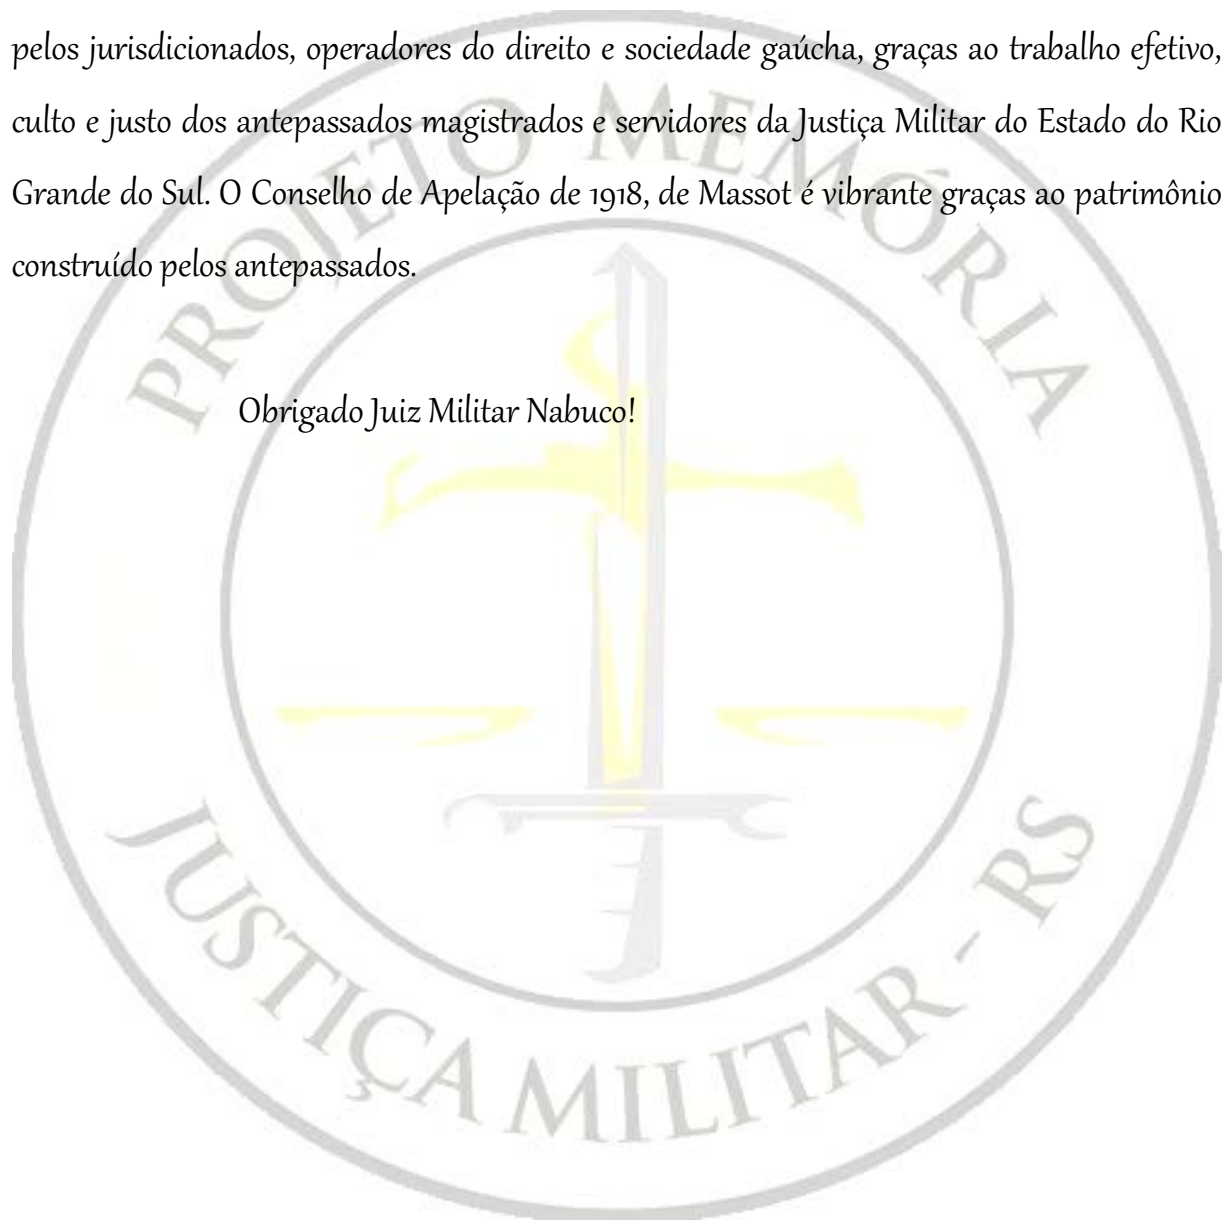 pelos jurisdicionados, operadores do direito e sociedade gaúcha, graças ao trabalho efetivo,
culto e justo dos antepassados magistrados e servidores da Justiça Militar do Estado do Rio
Grande do Sul. O Conselho de Apelação de 1918, de Massot é vibrante graças ao patrimônio
construído pelos antepassados.
Obrigado Juiz Militar Nabuco!
PROJETO MEMÓRIA
JUSTIÇA MILITAR - RS